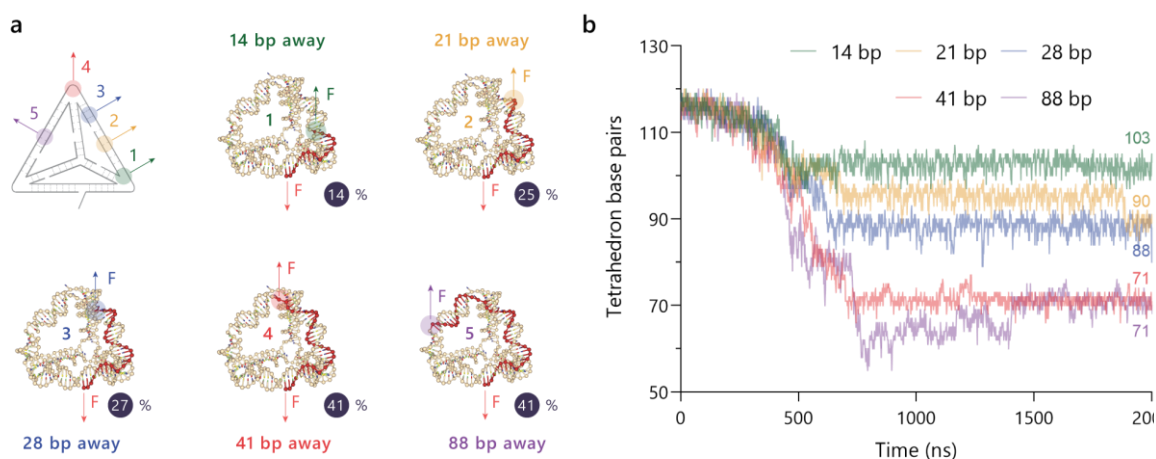 a
4
3
5
2
1
14 bp away
F
1
F
14 %
21 bp away
F
2
F
25 %
F
3
F
27 %
28 bp away
F
4
F
41 %
41 bp away
F
5
F
41 %
88 bp away
b
14 bp 21 bp 28 bp
41 bp 88 bp
Tetrahedron base pairs
130
110
90
70
50
103
90
88
71
71
0 500 1000 1500 200
Time (ns)